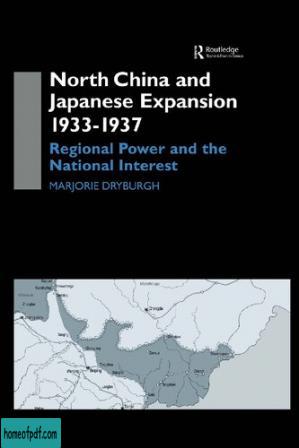 Routledge
North China and
Japanese Expansion
1933-1937
Regional Power and the
National Interest
MARJORIE DRYBURGH
homeofpdf.com